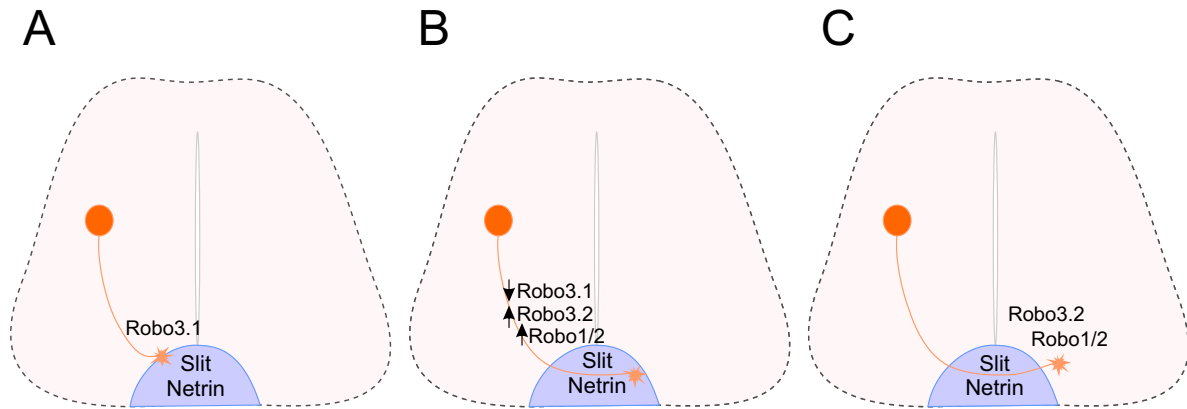 A
B
C
Robo3.1
Slit
Netrin
Robo3.1
Robo3.2
Robo1/2
Slit
Netrin
Robo3.2
Robo1/2
Slit
Netrin